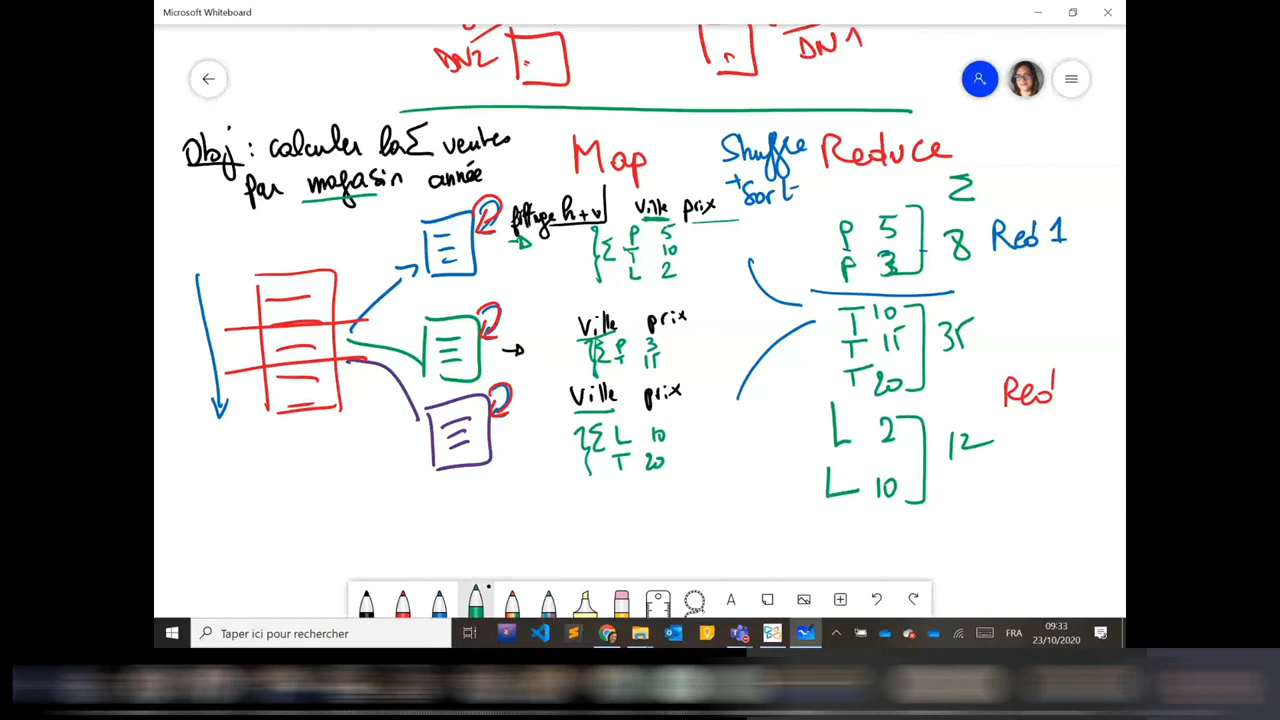 Microsoft Whiteboard
DN2
DN1
Obj : calculer la Σ ventes
par magasin année
Map
Shuffle
+Sort
Reduce
Σ
filtrage h+v
ville prix
Σ P 5
T 10
L 2
P 5
P 3
8
Red 1
ville prix
Σ P 3
T 15
T 10
T 15
T 20
35
Red
ville prix
Σ L 10
T 20
L 2
L 10
12
A
Taper ici pour rechercher
FRA
09:33
23/10/2020